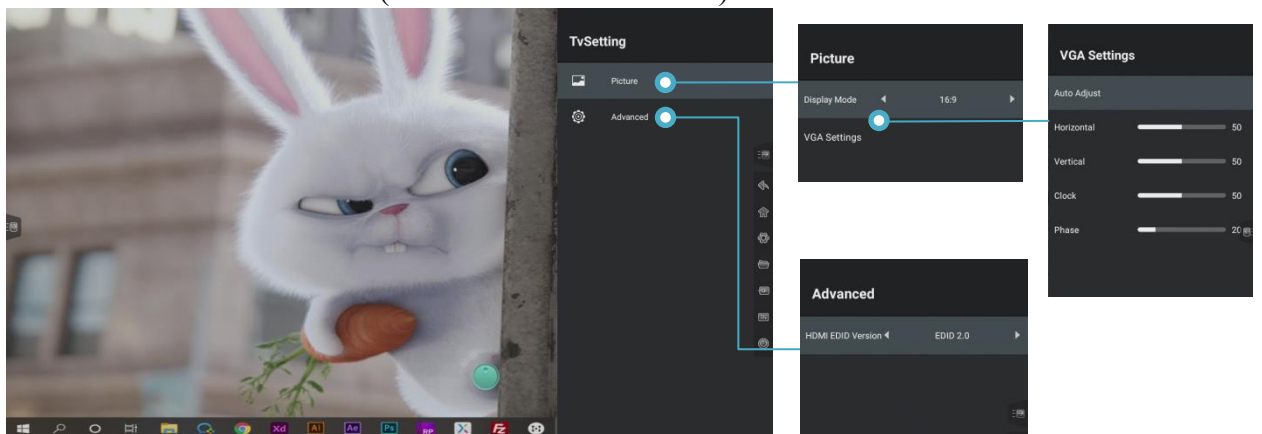 TvSetting
Picture
Advanced
Xd
Ai
Ae
Ps
RP
X
Fz
Picture
Display Mode 16:9
VGA Settings
VGA Settings
Auto Adjust
Horizontal 50
Vertical 50
Clock 50
Phase 20
Advanced
HDMI EDID Version EDID 2.0